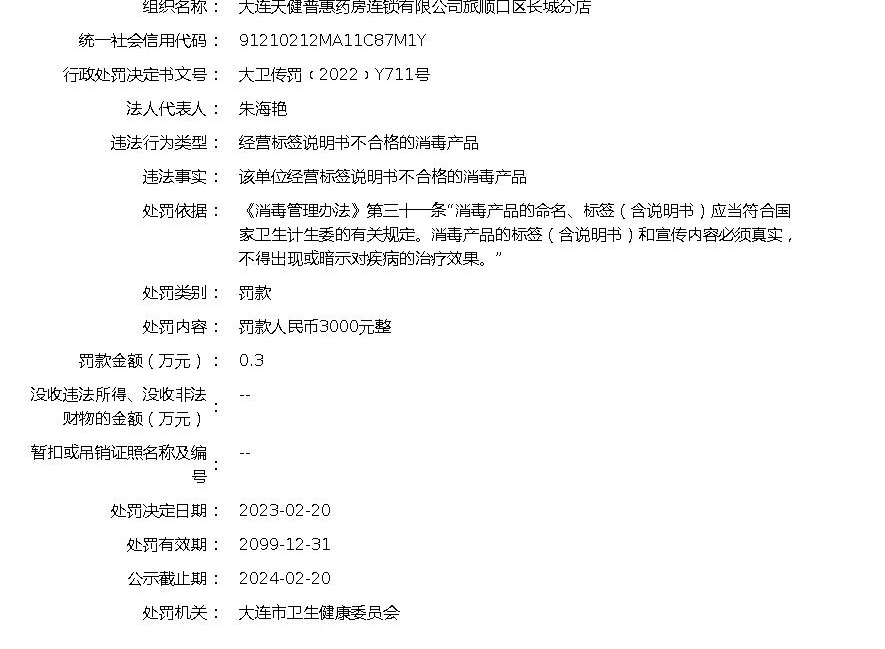 组织名称： 大连天健普惠药房连锁有限公司旅顺口区长城分店
统一社会信用代码： 91210212MA11C87M1Y
行政处罚决定书文号： 大卫传罚﹝2022﹞Y711号
法人代表人： 朱海艳
违法行为类型： 经营标签说明书不合格的消毒产品
违法事实： 该单位经营标签说明书不合格的消毒产品
处罚依据： 《消毒管理办法》第三十一条“消毒产品的命名、标签（含说明书）应当符合国
家卫生计生委的有关规定。消毒产品的标签（含说明书）和宣传内容必须真实，
不得出现或暗示对疾病的治疗效果。”
处罚类别： 罚款
处罚内容： 罚款人民币3000元整
罚款金额（万元）： 0.3
没收违法所得、没收非法 --
财物的金额（万元）：
暂扣或吊销证照名称及编 --
号：
处罚决定日期： 2023-02-20
处罚有效期： 2099-12-31
公示截止期： 2024-02-20
处罚机关： 大连市卫生健康委员会